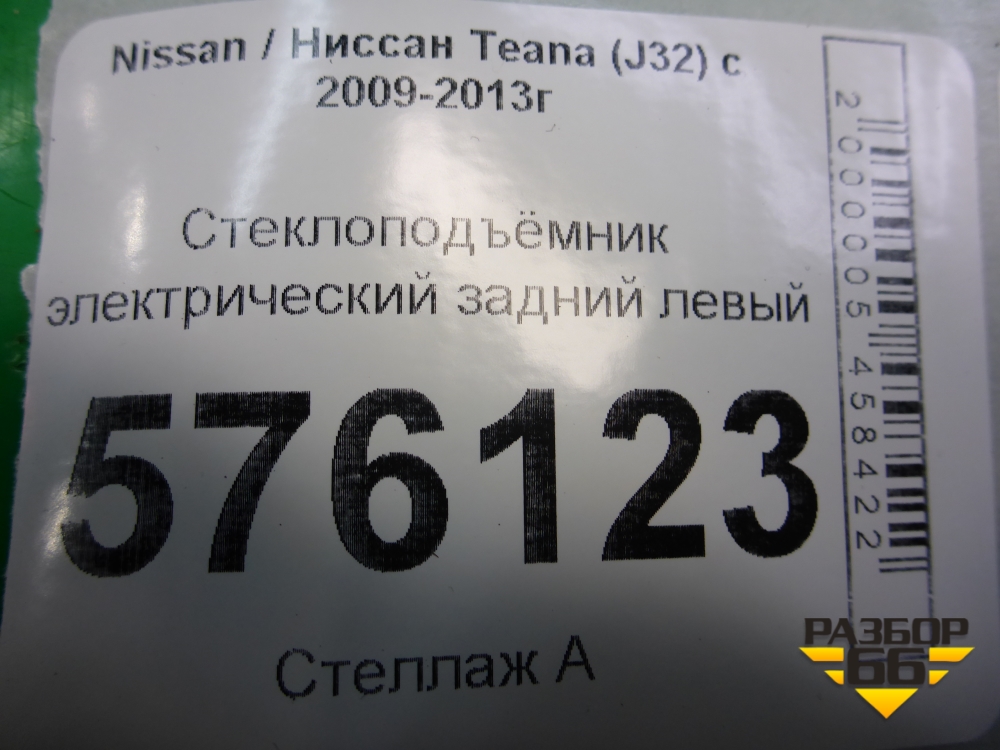 Nissan / Ниссан Teana (J32) с
2009-2013г
Стеклоподъёмник
электрический задний левый
576123
Стеллаж А
2000005458422
РАЗБОР
66